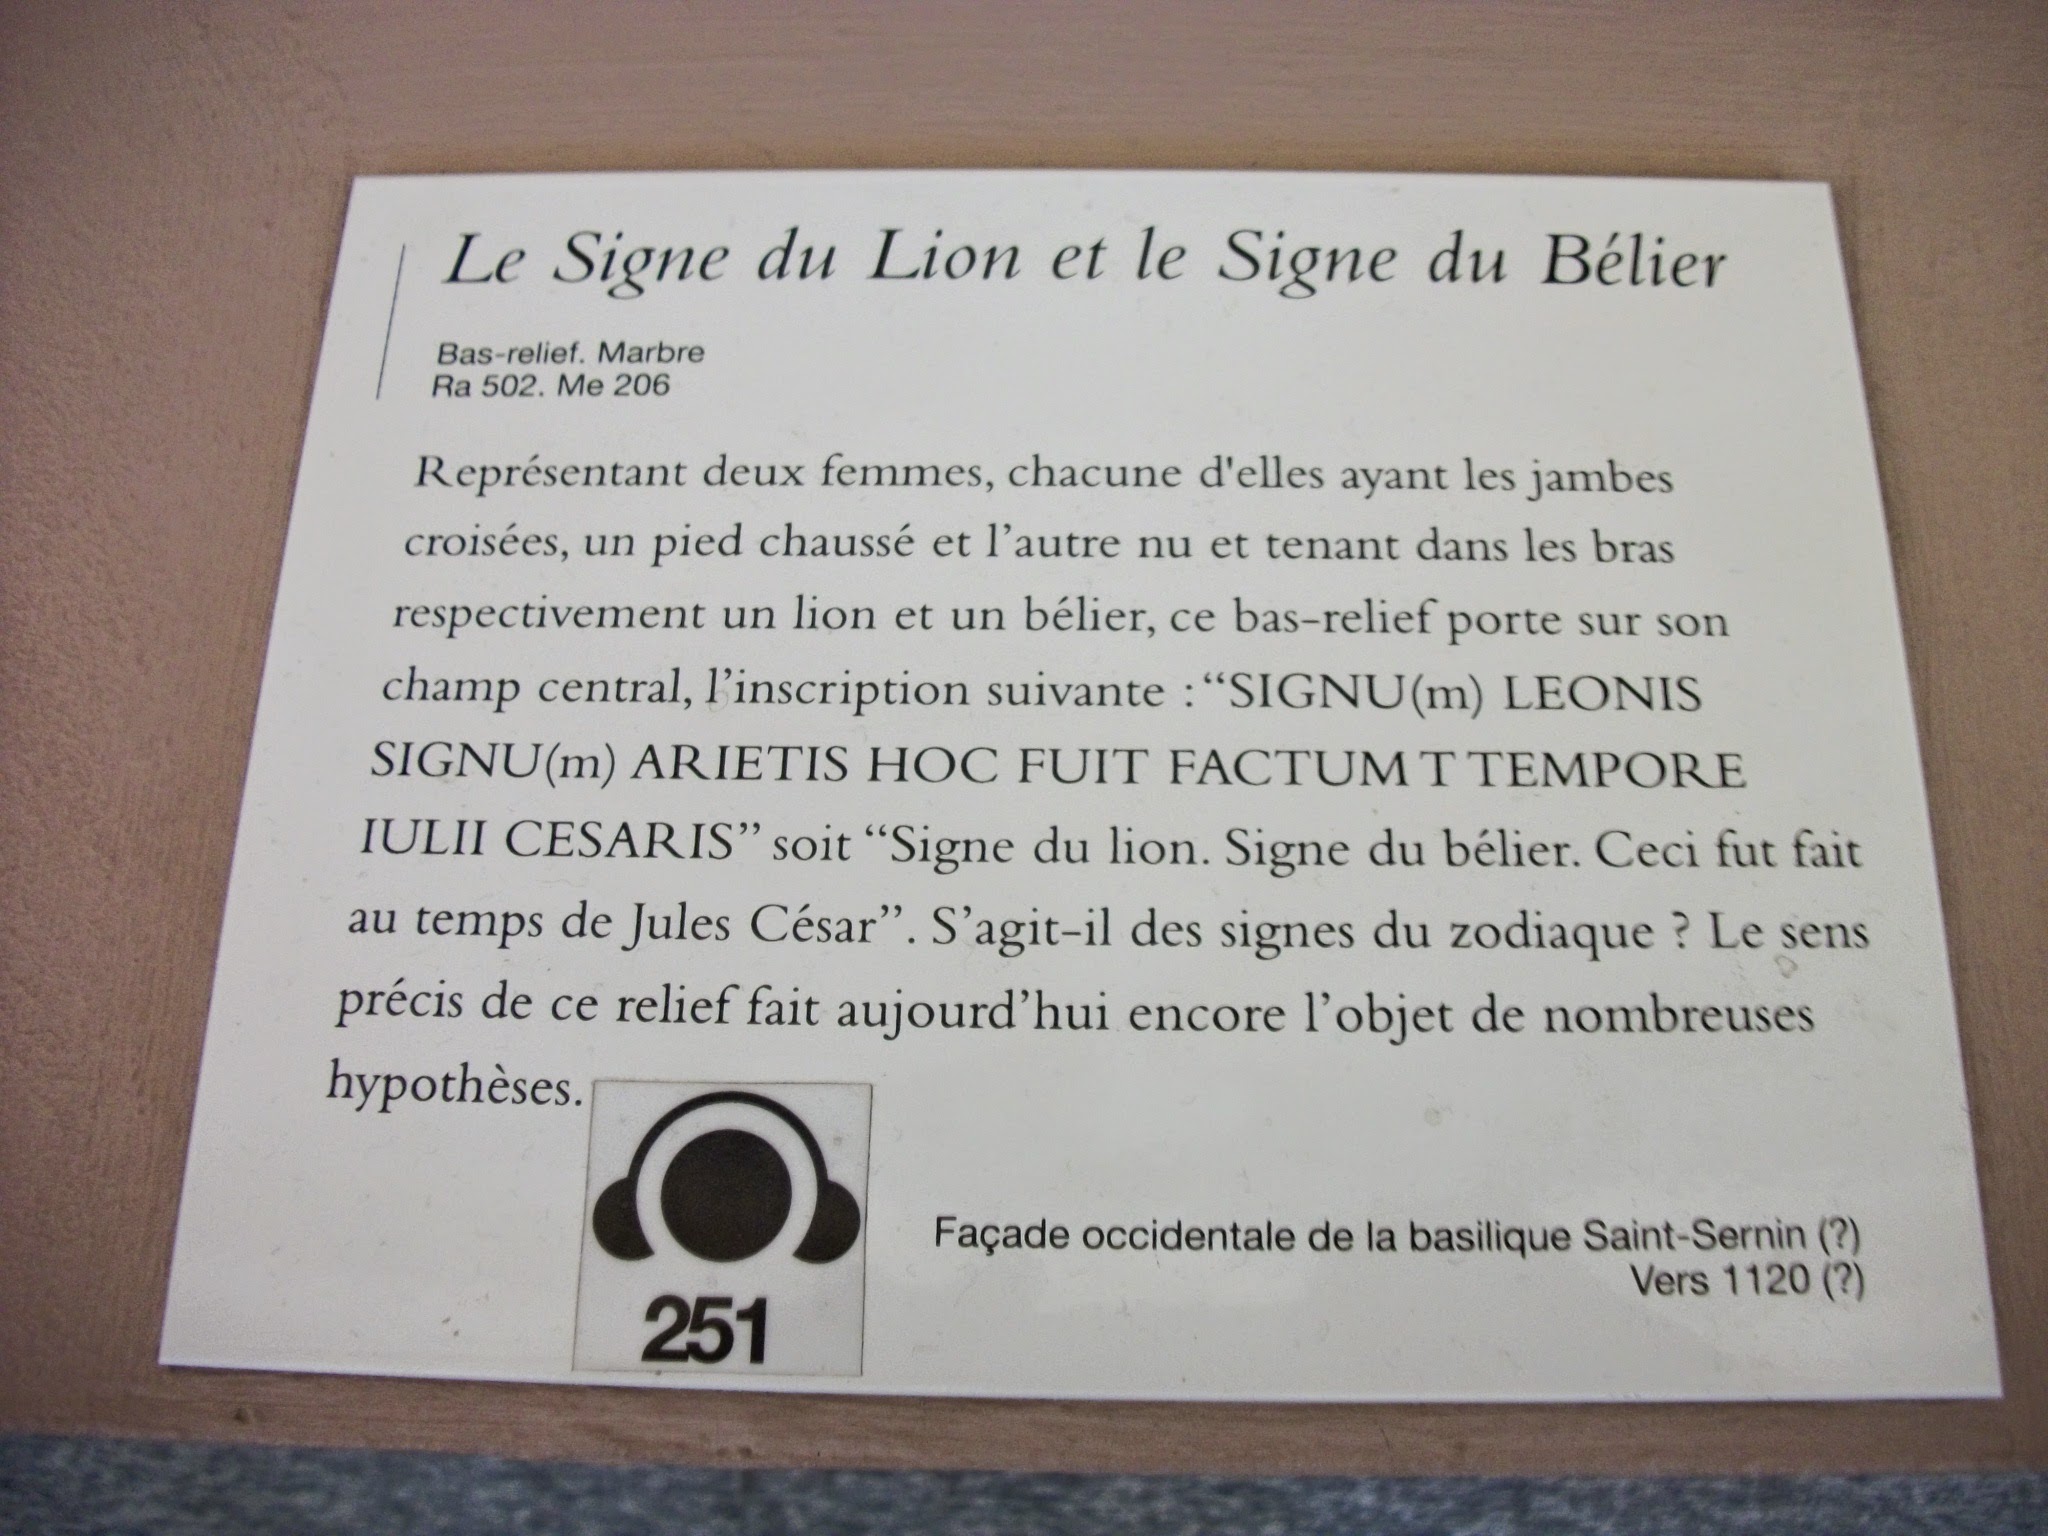 Le Signe du Lion et le Signe du Bélier
Bas-relief. Marbre
Ra 502. Me 206
Représentant deux femmes, chacune d'elles ayant les jambes
croisées, un pied chaussé et l’autre nu et tenant dans les bras
respectivement un lion et un bélier, ce bas-relief porte sur son
champ central, l’inscription suivante : “SIGNU(m) LEONIS
SIGNU(m) ARIETIS HOC FUIT FACTUM T TEMPORE
IULII CESARIS” soit “Signe du lion. Signe du bélier. Ceci fut fait
au temps de Jules César”. S’agit-il des signes du zodiaque ? Le sens
précis de ce relief fait aujourd’hui encore l’objet de nombreuses
hypothèses.
251
Façade occidentale de la basilique Saint-Sernin (?)
Vers 1120 (?)